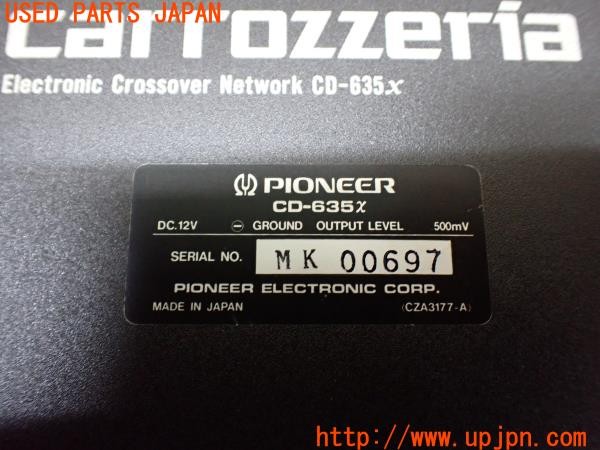 USED PARTS JAPAN
carrozzeria
Electronic Crossover Network CD-635x
PIONEER
CD-635χ
DC.12V ⊖ GROUND OUTPUT LEVEL 500mV
SERIAL NO. MK 00697
PIONEER ELECTRONIC CORP.
MADE IN JAPAN (CZA3177-A)
http://www.upjpn.com/